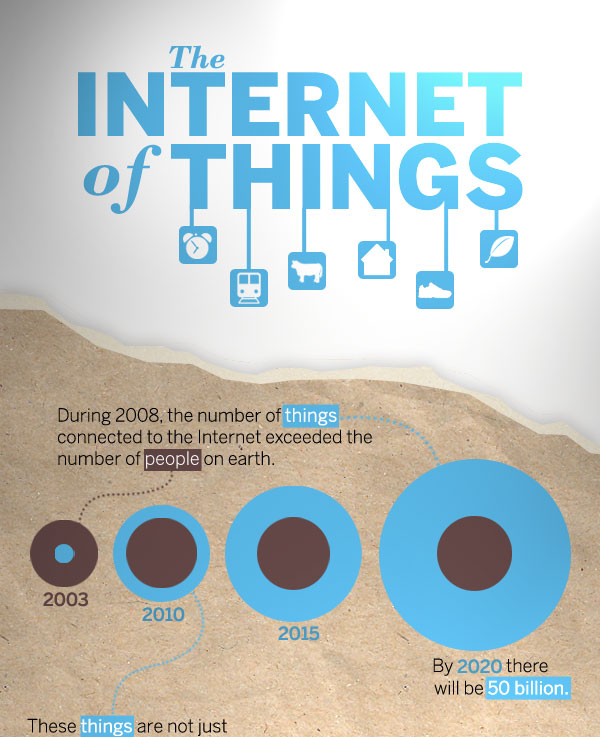 The
INTERNET
of THINGS
During 2008, the number of things
connected to the Internet exceeded the
number of people on earth.
2003
2010
2015
By 2020 there
will be 50 billion.
These things are not just